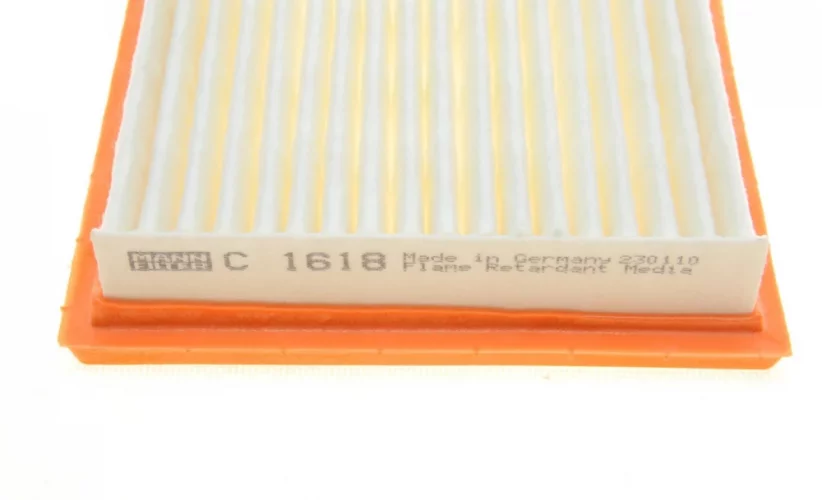 MANN FILTER C 1618 Made in Germany 230110
Flame Retardant Media